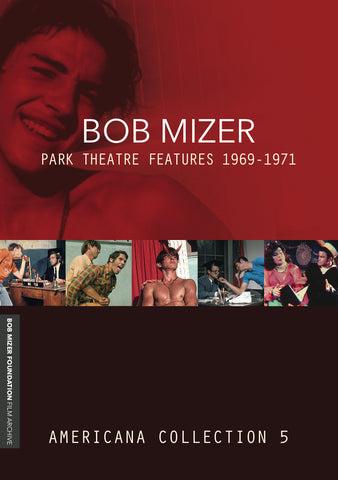 BOB MIZER
PARK THEATRE FEATURES 1969-1971
BOB MIZER FOUNDATION FILM ARCHIVE
AMERICANA COLLECTION 5